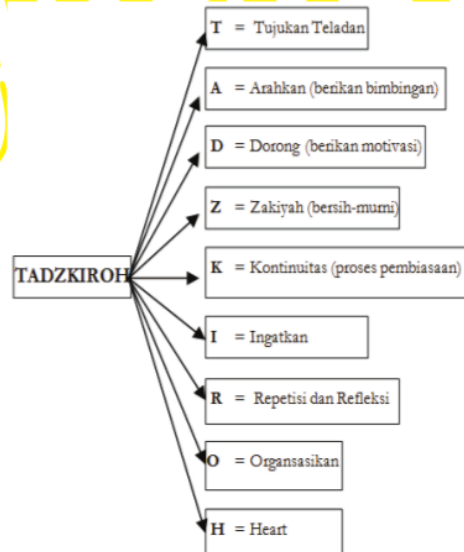 T = Tujukan Teladan
A = Arahkan (berikan bimbingan)
D = Dorong (berikan motivasi)
Z = Zakiyah (bersih-murni)
TADZKIROH
K = Kontinuitas (proses pembiasaan)
I = Ingatkan
R = Repetisi dan Refleksi
O = Organsasikan
H = Heart